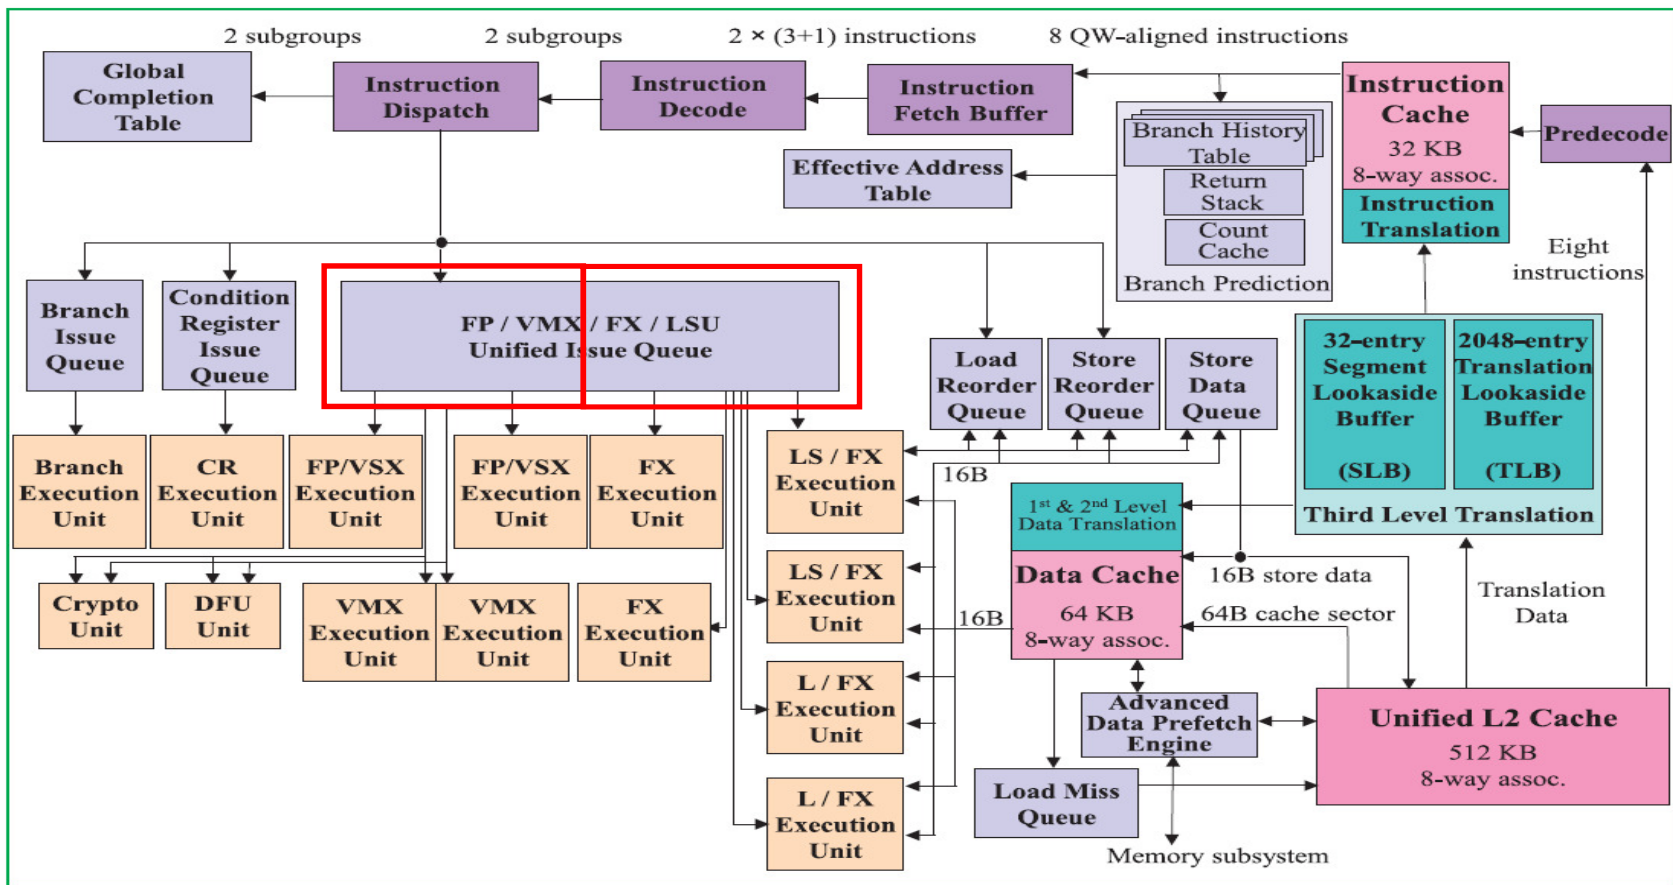 2 subgroups
2 subgroups
2 × (3+1) instructions
8 QW-aligned instructions
Global
Completion
Table
Instruction
Dispatch
Instruction
Decode
Instruction
Fetch Buffer
Instruction
Cache
32 KB
8-way assoc.
Instruction
Translation
Predecode
Branch History
Table
Return
Stack
Count
Cache
Branch Prediction
Effective Address
Table
Eight
instructions
Branch
Issue
Queue
Condition
Register
Issue
Queue
FP / VMX / FX / LSU
Unified Issue Queue
Load
Reorder
Queue
Store
Reorder
Queue
Store
Data
Queue
32-entry
Segment
Lookaside
Buffer
(SLB)
2048-entry
Translation
Lookaside
Buffer
(TLB)
Third Level Translation
Branch
Execution
Unit
CR
Execution
Unit
FP/VSX
Execution
Unit
FP/VSX
Execution
Unit
FX
Execution
Unit
LS / FX
Execution
Unit
16B
1st & 2nd Level
Data Translation
Data Cache
64 KB
8-way assoc.
16B store data
64B cache sector
Translation
Data
Crypto
Unit
DFU
Unit
VMX
Execution
Unit
VMX
Execution
Unit
FX
Execution
Unit
LS / FX
Execution
Unit
16B
L / FX
Execution
Unit
Advanced
Data Prefetch
Engine
Unified L2 Cache
512 KB
8-way assoc.
L / FX
Execution
Unit
Load Miss
Queue
Memory subsystem